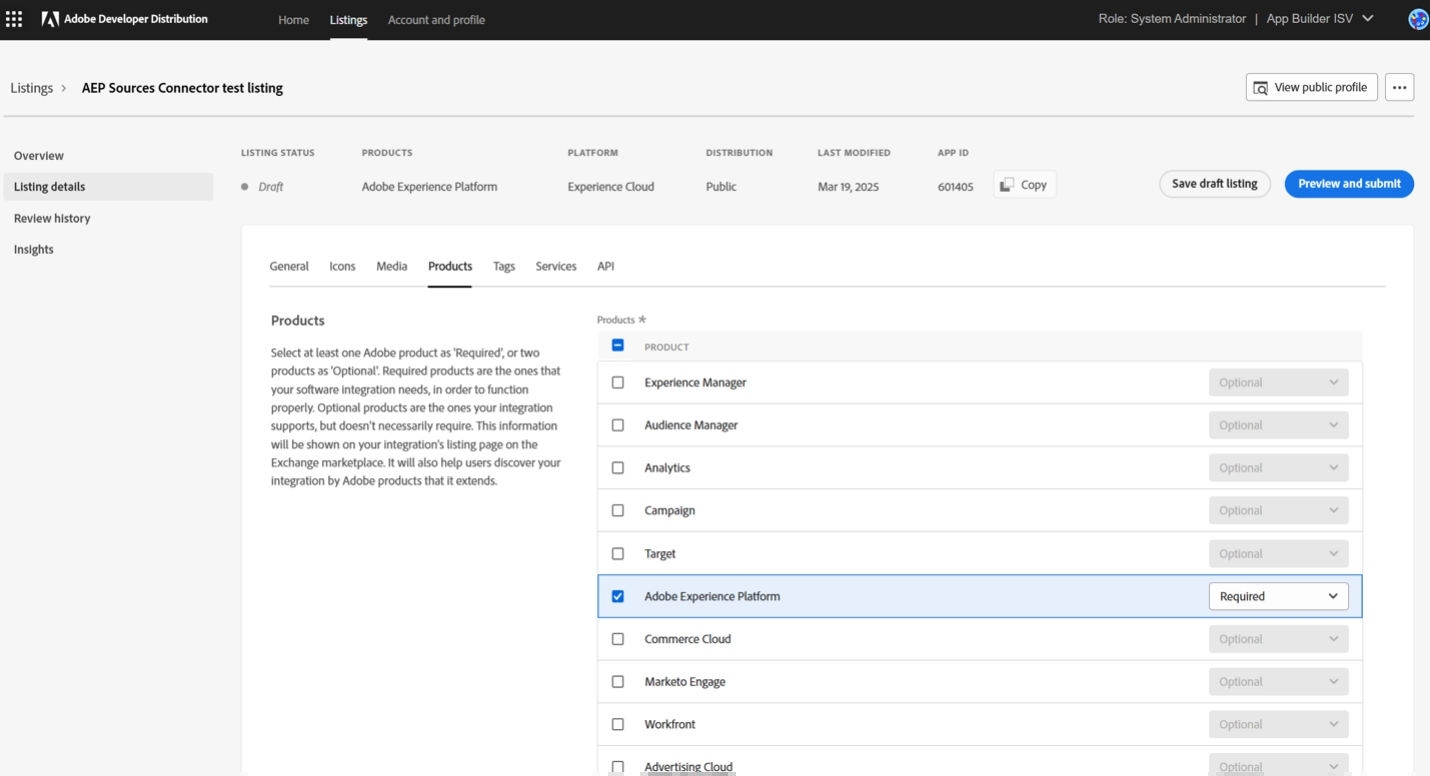 Adobe Developer Distribution
Home
Listings
Account and profile
Role: System Administrator | App Builder ISV
Listings > AEP Sources Connector test listing
View public profile
Overview
Listing details
Review history
Insights
LISTING STATUS
Draft
PRODUCTS
Adobe Experience Platform
PLATFORM
Experience Cloud
DISTRIBUTION
Public
LAST MODIFIED
Mar 19, 2025
APP ID
601405
Copy
Save draft listing
Preview and submit
General
Icons
Media
Products
Tags
Services
API
Products
Select at least one Adobe product as 'Required', or two
products as 'Optional'. Required products are the ones that
your software integration needs, in order to function
properly. Optional products are the ones your integration
supports, but doesn't necessarily require. This information
will be shown on your integration's listing page on the
Exchange marketplace. It will also help users discover your
integration by Adobe products that it extends.
Products *
PRODUCT
Experience Manager
Optional
Audience Manager
Optional
Analytics
Optional
Campaign
Optional
Target
Optional
Adobe Experience Platform
Required
Commerce Cloud
Optional
Marketo Engage
Optional
Workfront
Optional
Advertising Cloud
Optional